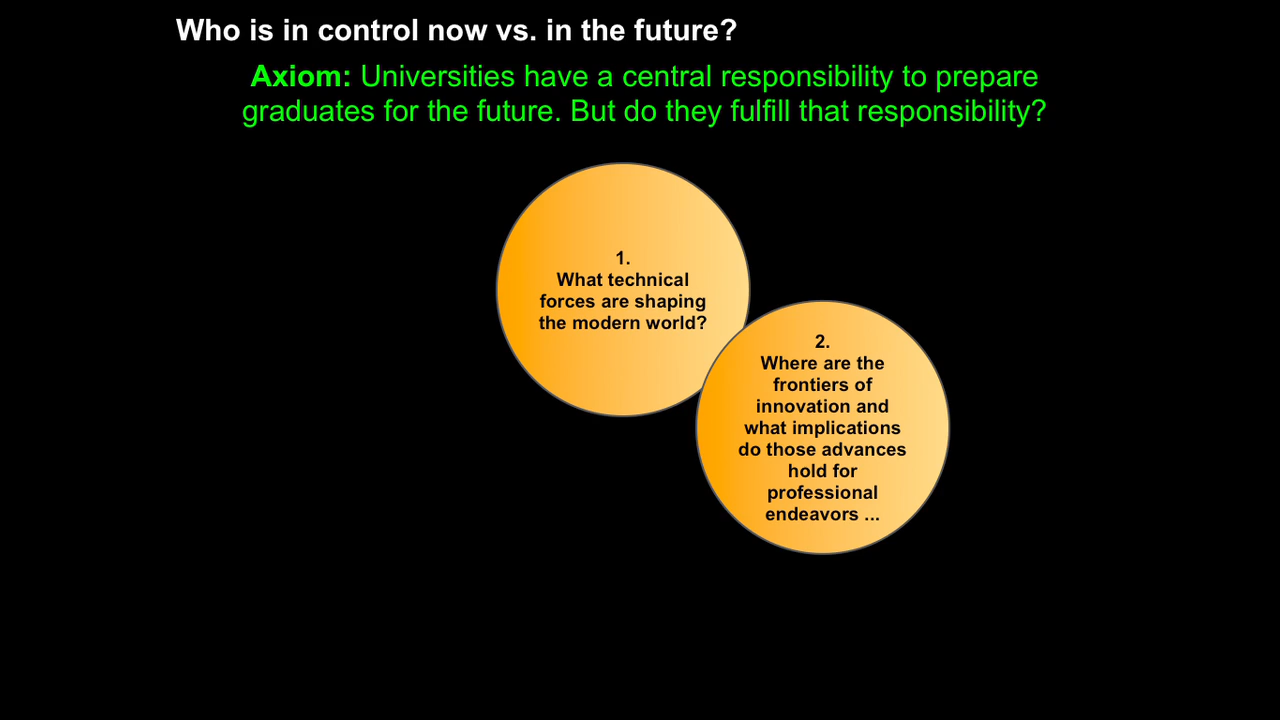 Who is in control now vs. in the future?
Axiom: Universities have a central responsibility to prepare
graduates for the future. But do they fulfill that responsibility?
1.
What technical
forces are shaping
the modern world?
2.
Where are the
frontiers of
innovation and
what implications
do those advances
hold for
professional
endeavors ...